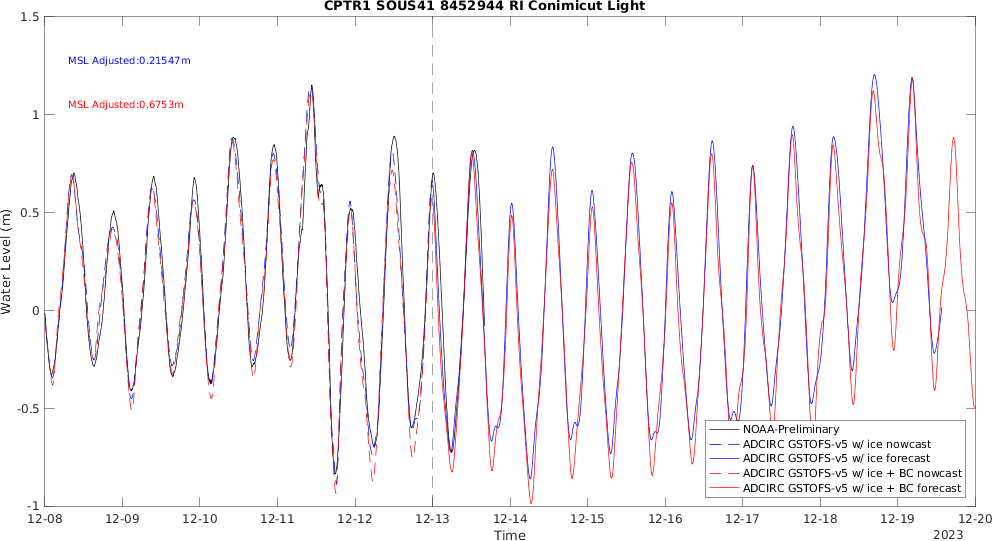 CPTR1 SOUS41 8452944 RI Conimicut Light
1.5
MSL Adjusted:0.21547m
MSL Adjusted:0.6753m
1
0.5
0
-0.5
-1
Water Level (m)
NOAA-Preliminary
ADCIRC GSTOFS-v5 w/ ice nowcast
ADCIRC GSTOFS-v5 w/ ice forecast
ADCIRC GSTOFS-v5 w/ ice + BC nowcast
ADCIRC GSTOFS-v5 w/ ice + BC forecast
12-08 12-09 12-10 12-11 12-12 12-13 12-14 12-15 12-16 12-17 12-18 12-19 12-20
Time
2023